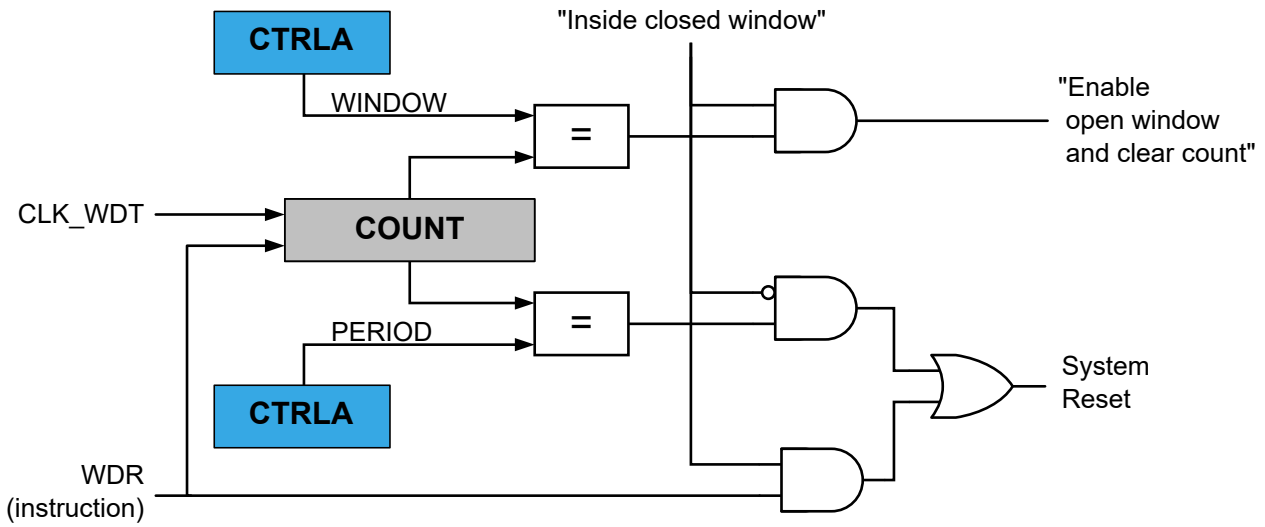 "Inside closed window"
CTRLA
WINDOW
=
"Enable
open window
and clear count"
CLK_WDT
COUNT
=
PERIOD
CTRLA
System
Reset
WDR
(instruction)